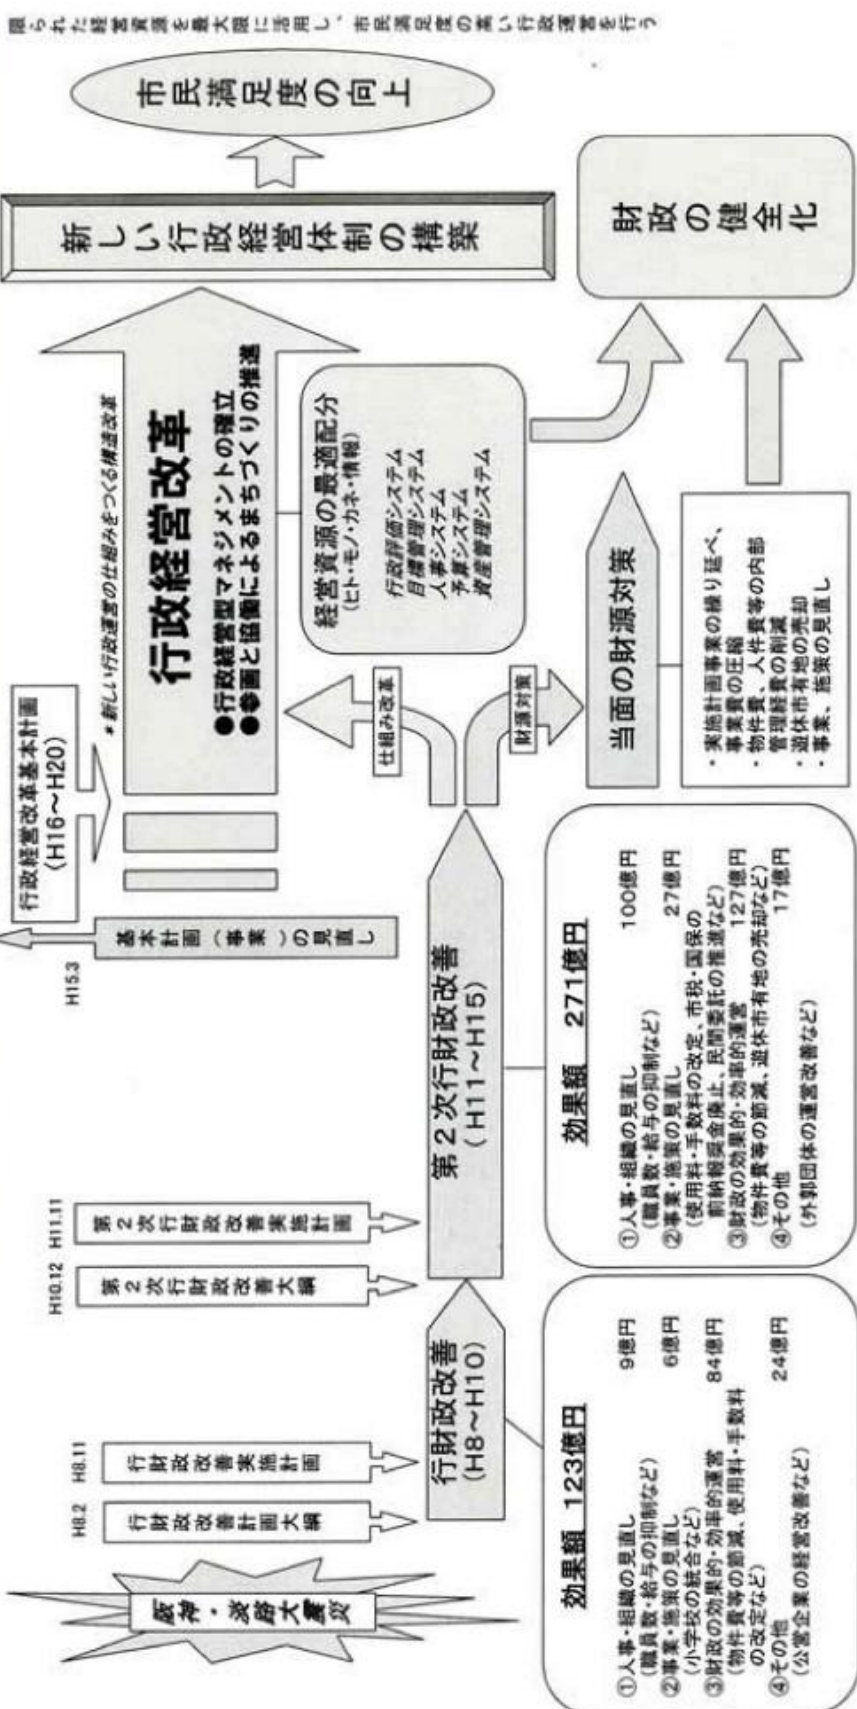 阪神・淡路大震災
H8.2
行財政改善計画大綱
H8.11
行財政改善実施計画
H10.12
第2次行財政改善大綱
H11.11
第2次行財政改善実施計画
H15.3
基本計画(事業)の見直し
行政経営改革基本計画
(H16~H20)
*新しい行政運営の仕組みをつくる構造改革
行政経営改革
●行政経営型マネジメントの確立
●参画と協働によるまちづくりの推進
新しい行政経営体制の構築
市民満足度の向上
限られた経営資源を最大限に活用し、市民満足度の高い行政運営を行う
行財政改善
(H8~H10)
第2次行財政改善
(H11~H15)
仕組み改革
財源対策
経営資源の最適配分
(ヒト・モノ・カネ・情報)
行政評価システム
目標管理システム
人事システム
予算システム
資産管理システム
当面の財源対策
・実施計画事業の繰り延べ、
事業費の圧縮
・物件費、人件費等の内部
管理経費の削減
・遊休市有地の売却
・事業、施策の見直し
財政の健全化
効果額 123億円
①人事・組織の見直し 9億円
(職員数・給与の抑制など)
②事業・施策の見直し 6億円
(小学校の統合など)
③財政の効果的・効率的運営 84億円
(物件費等の節減、使用料・手数料
の改定など)
④その他 24億円
(公営企業の経営改善など)
効果額 271億円
①人事・組織の見直し 100億円
(職員数・給与の抑制など)
②事業・施策の見直し 27億円
(使用料・手数料の改定、市税・国保の
前納報奨金廃止、民間委託の推進など)
③財政の効果的・効率的運営 127億円
(物件費等の節減、遊休市有地の売却など)
④その他 17億円
(外郭団体の運営改善など)